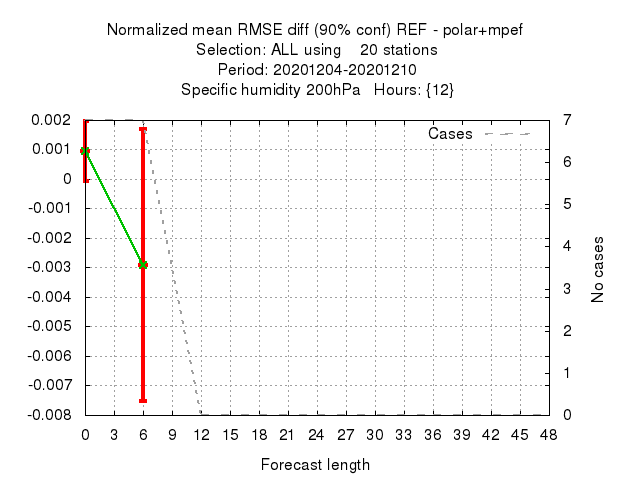 Normalized mean RMSE diff (90% conf) REF - polar+mpef
Selection: ALL using    20 stations
Period: 20201204-20201210
Specific humidity 200hPa   Hours: {12}
Cases
0.002
0.001
0
-0.001
-0.002
-0.003
-0.004
-0.005
-0.006
-0.007
-0.008
7
6
5
4
3
2
1
0
No cases
0 3 6 9 12 15 18 21 24 27 30 33 36 39 42 45 48
Forecast length